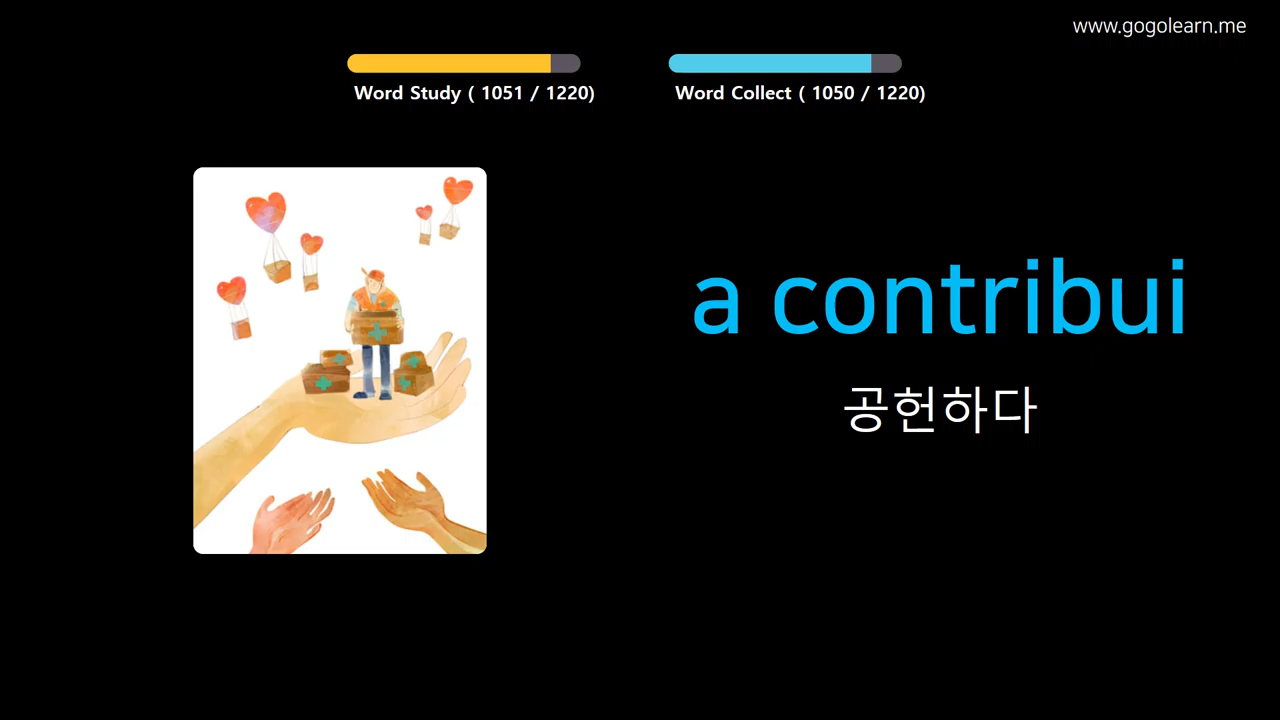 www.gogolearn.me
Word Study ( 1051 / 1220)
Word Collect ( 1050 / 1220)
a contribui
공헌하다